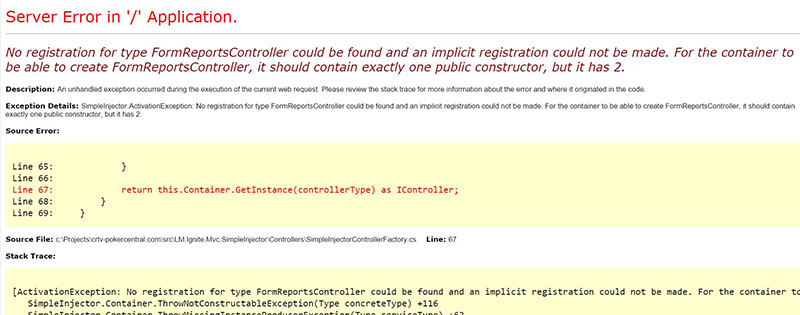 Server Error in '/' Application.
No registration for type FormReportsController could be found and an implicit registration could not be made. For the container to
be able to create FormReportsController, it should contain exactly one public constructor, but it has 2.
Description: An unhandled exception occurred during the execution of the current web request. Please review the stack trace for more information about the error and where it originated in the code.
Exception Details: SimpleInjector.ActivationException: No registration for type FormReportsController could be found and an implicit registration could not be made. For the container to be able to create FormReportsController, it should contain
exactly one public constructor, but it has 2.
Source Error:
Line 65: }
Line 66:
Line 67: return this.Container.GetInstance(controllerType) as IController;
Line 68: }
Line 69: }
Source File: c:\Projects\crtv-pokercentral.com\src\LM.Ignite.Mvc.SimpleInjector\Controllers\SimpleInjectorControllerFactory.cs Line: 67
Stack Trace:
[ActivationException: No registration for type FormReportsController could be found and an implicit registration could not be made. For the container to
SimpleInjector.Container.ThrowNotConstructableException(Type concreteType) +116
SimpleInjector.Container.ThrowMissingInstanceProducerException(Type serviceType) +62